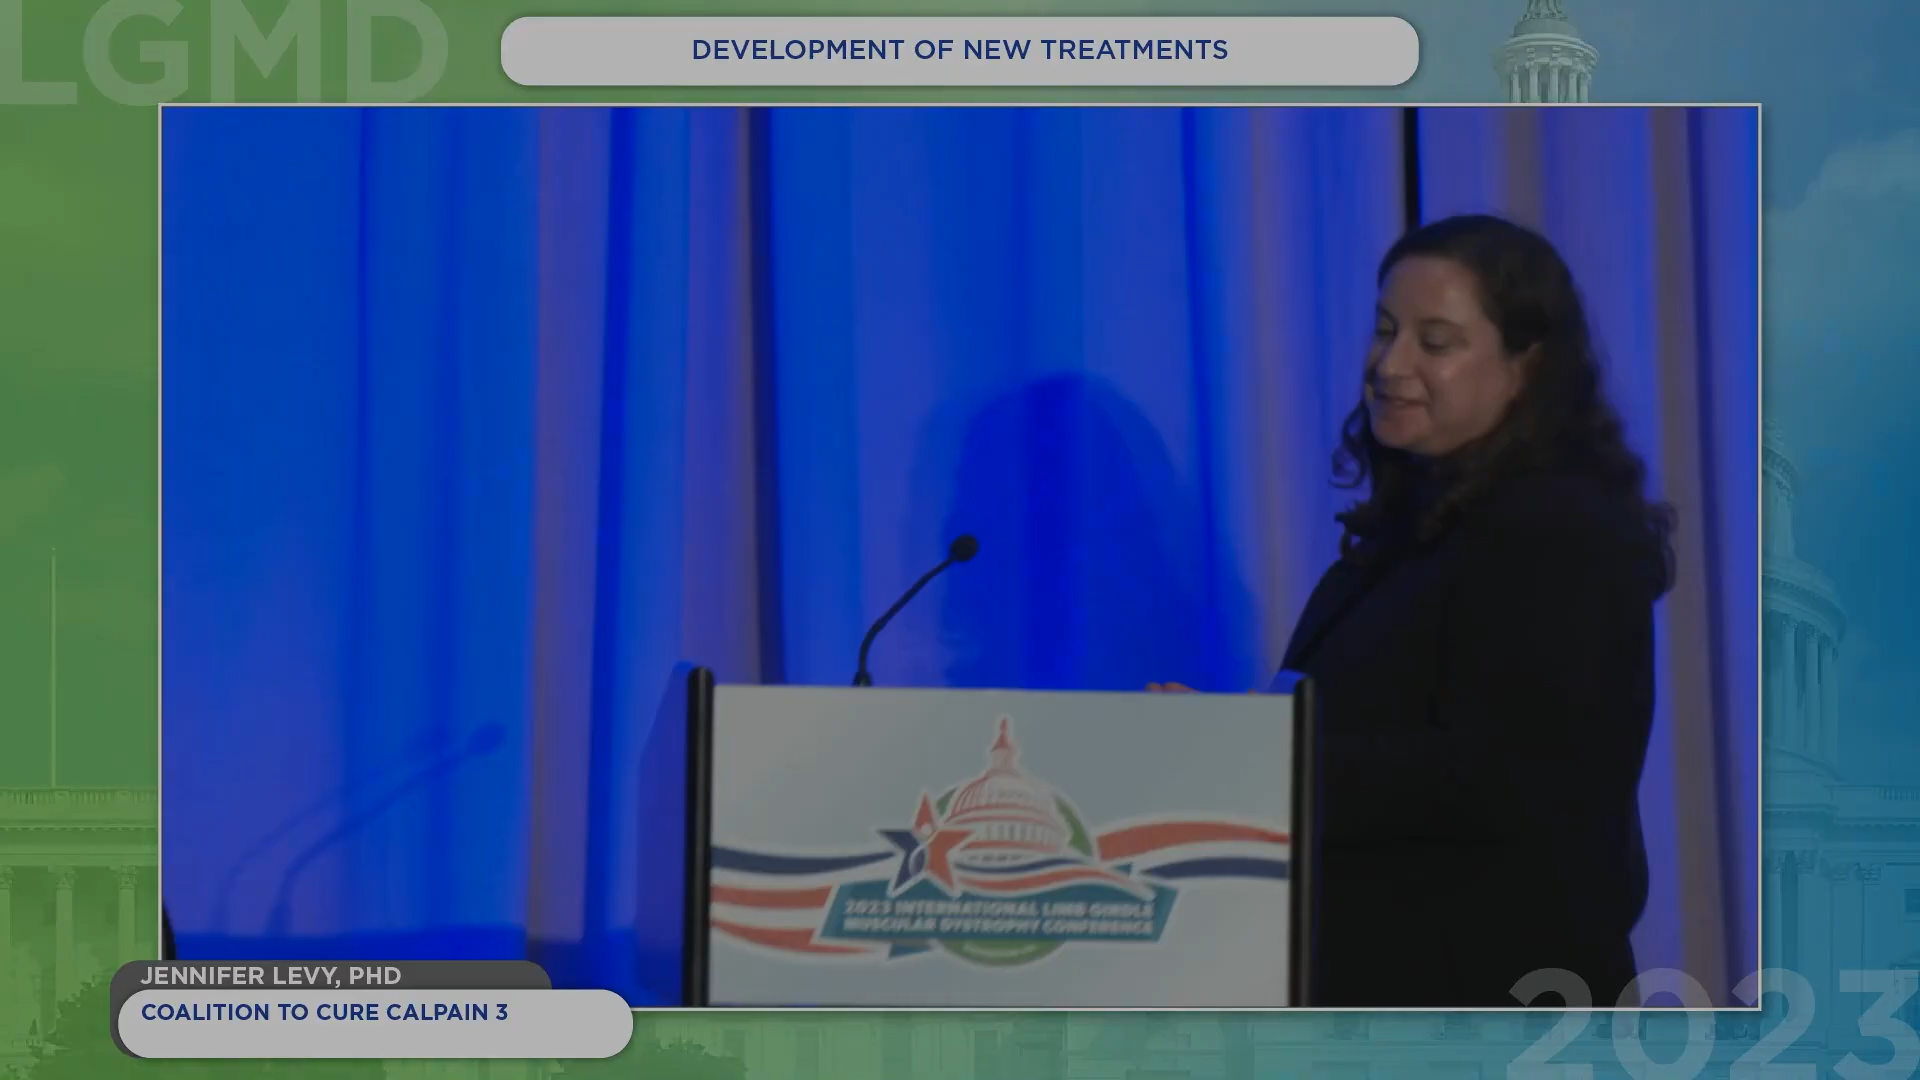 LGMD
DEVELOPMENT OF NEW TREATMENTS
2023 INTERNATIONAL LIMB GIRDLE
MUSCULAR DYSTROPHY CONFERENCE
JENNIFER LEVY, PHD
COALITION TO CURE CALPAIN 3
2023